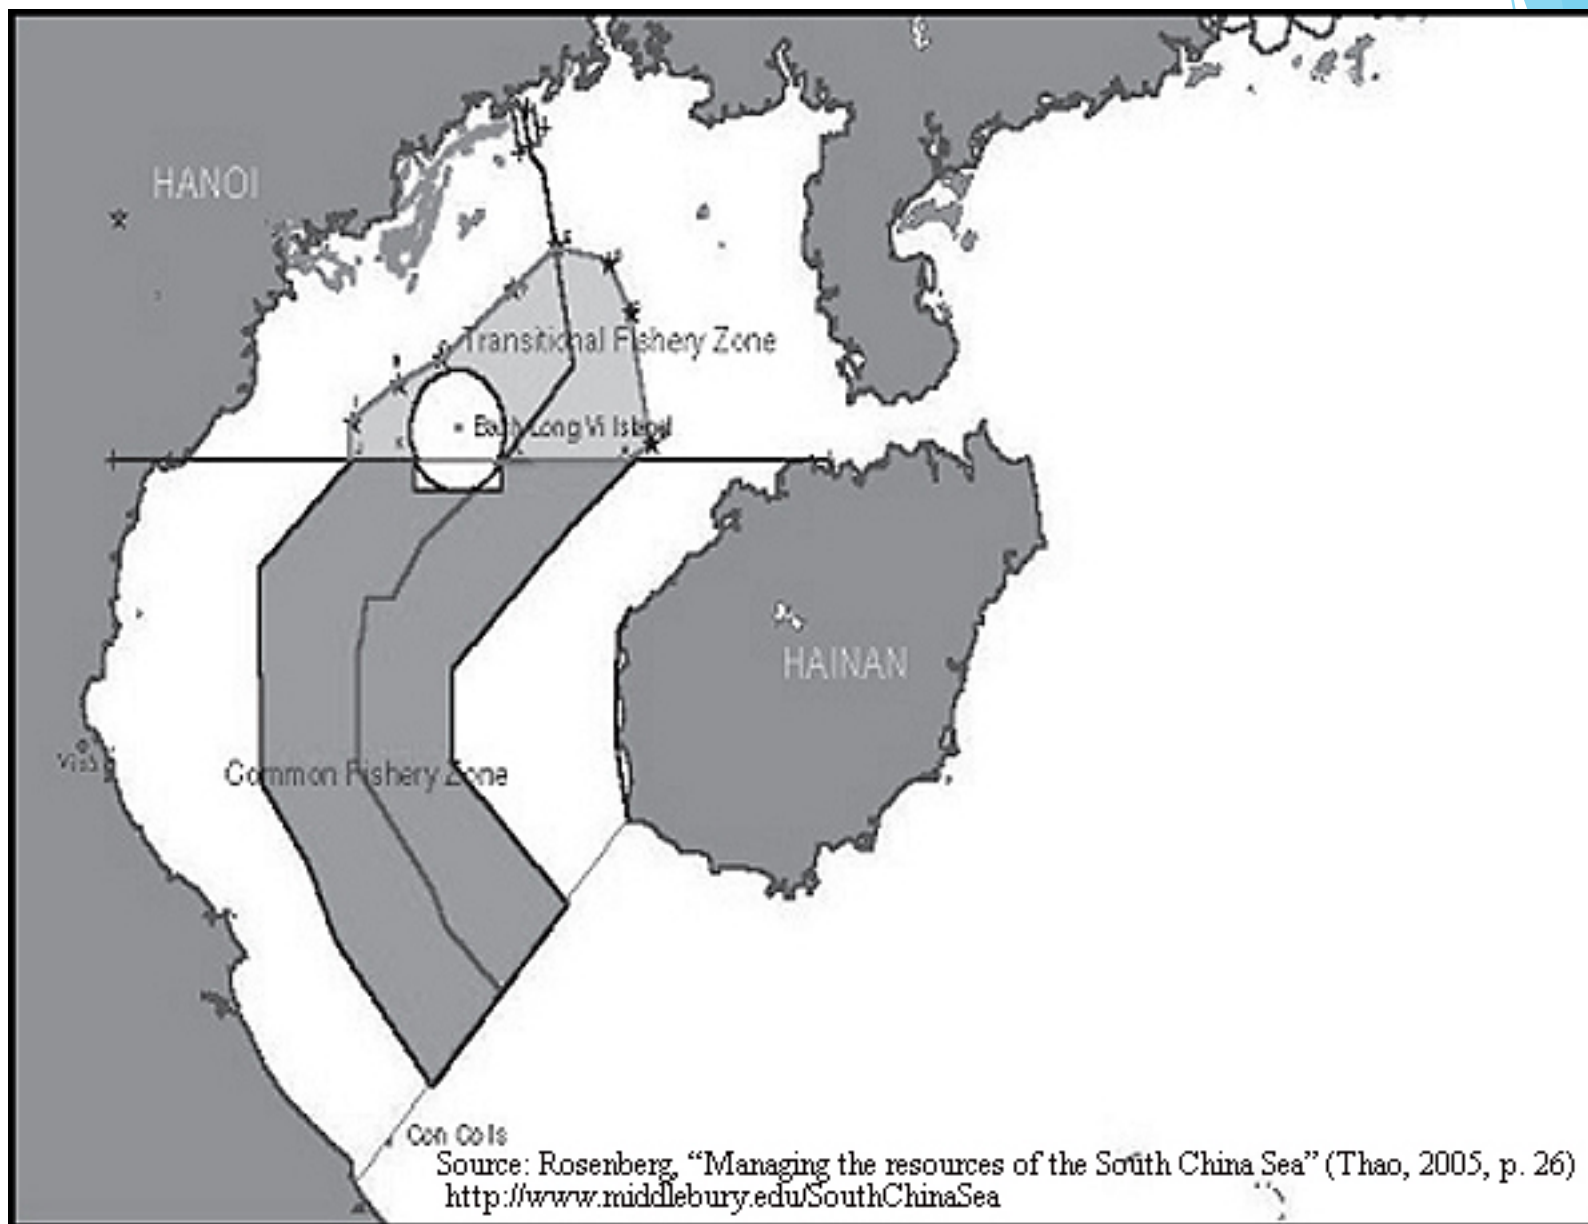 HANOI
Transitional Fishery Zone
Bach Long Vi Island
HAINAN
Common Fishery Zone
Con Co Is
Source: Rosenberg, “Managing the resources of the South China Sea” (Thao, 2005, p. 26)
http://www.middlebury.edu/SouthChinaSea